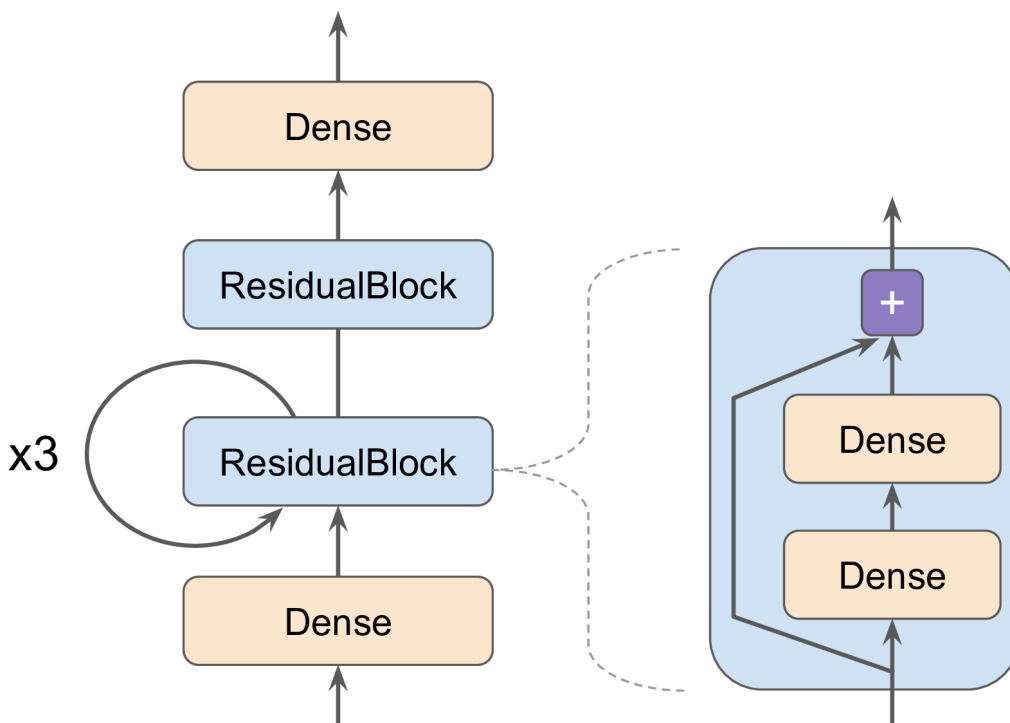 Dense
ResidualBlock
x3
ResidualBlock
Dense
+
Dense
Dense